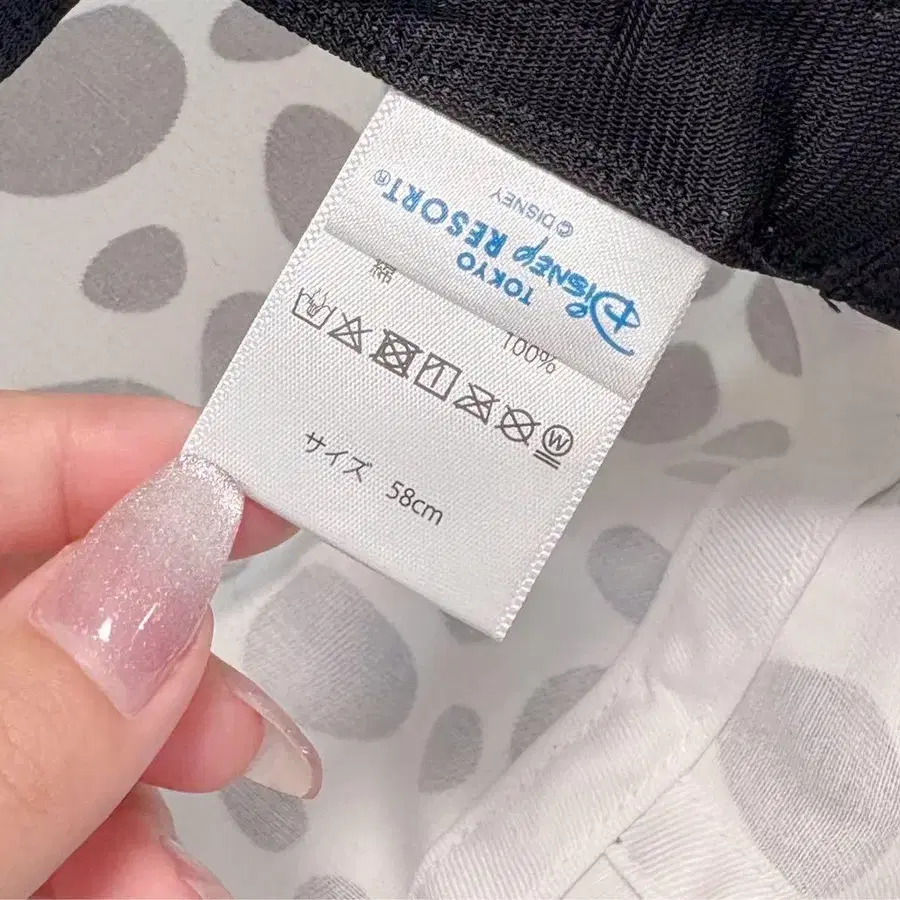 TOKYO
Disney RESORT®
© DISNEY
綿 100%
W
サイズ 58cm